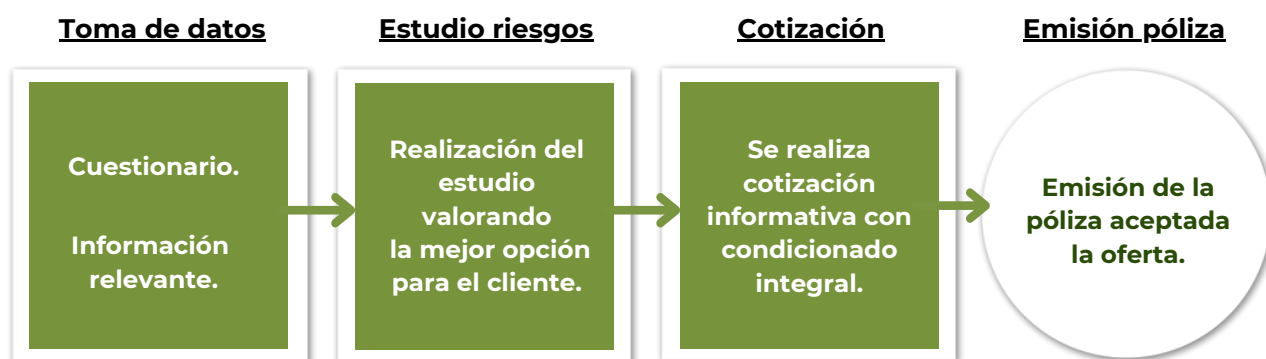 Toma de datos
Estudio riesgos
Cotización
Emisión póliza
Cuestionario.
Información
relevante.
Realización del
estudio
valorando
la mejor opción
para el cliente.
Se realiza
cotización
informativa con
condicionado
integral.
Emisión de la
póliza aceptada
la oferta.